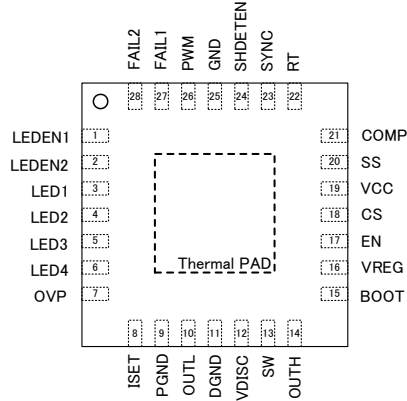 FAIL2
FAIL1
PWM
GND
SHDETEN
SYNC
RT
28
27
26
25
24
23
22
LEDEN1 1
LEDEN2 2
LED1 3
LED2 4
LED3 5
LED4 6
OVP 7
21 COMP
20 SS
19 VCC
18 CS
17 EN
16 VREG
15 BOOT
Thermal PAD
8
9
10
11
12
13
14
ISET
PGND
OUTL
DGND
VDISC
SW
OUTH